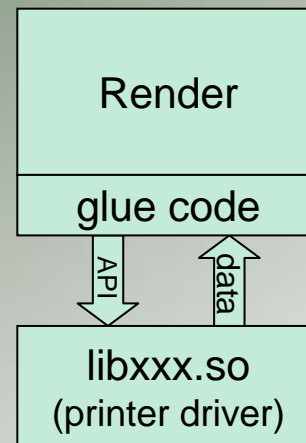 Render
glue code
API
data
libxxx.so
(printer driver)